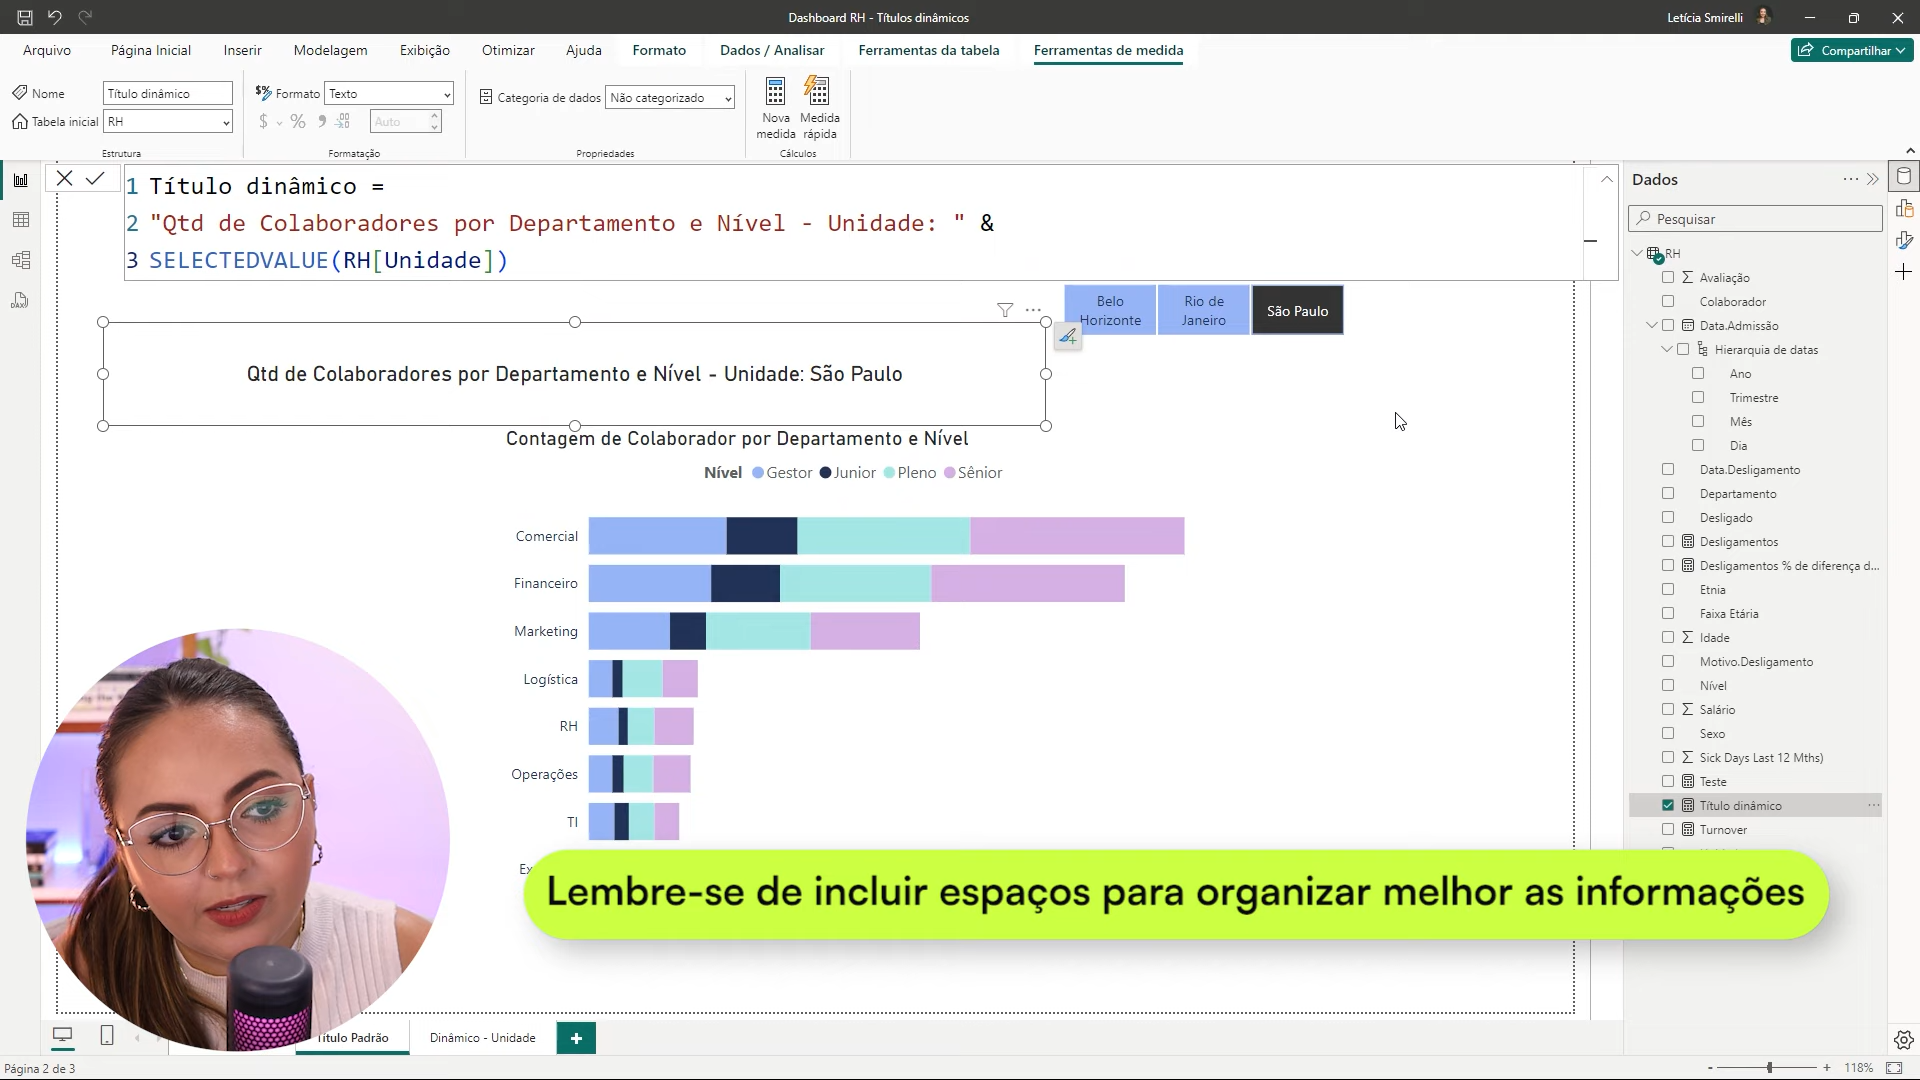 Dashboard RH - Títulos dinâmicos
Letícia Smirelli
Arquivo
Página Inicial
Inserir
Modelagem
Exibição
Otimizar
Ajuda
Formato
Dados / Analisar
Ferramentas da tabela
Ferramentas de medida
Compartilhar
Nome
Título dinâmico
Tabela inicial
RH
Estrutura
Formato
Texto
$ % 9
Auto
Formatação
Categoria de dados
Não categorizado
Propriedades
Nova medida
Medida rápida
Cálculos
1 Título dinâmico =
2 "Qtd de Colaboradores por Departamento e Nível - Unidade: " &
3 SELECTEDVALUE(RH[Unidade])
Belo Horizonte
Rio de Janeiro
São Paulo
Qtd de Colaboradores por Departamento e Nível - Unidade: São Paulo
Contagem de Colaborador por Departamento e Nível
Nível Gestor Junior Pleno Sênior
Comercial
Financeiro
Marketing
Logística
RH
Operações
TI
Lembre-se de incluir espaços para organizar melhor as informações
Dados
Pesquisar
RH
Avaliação
Colaborador
Data.Admissão
Hierarquia de datas
Ano
Trimestre
Mês
Dia
Data.Desligamento
Departamento
Desligado
Desligamentos
Desligamentos % de diferença d...
Etnia
Faixa Etária
Idade
Motivo.Desligamento
Nível
Salário
Sexo
Sick Days Last 12 Mths)
Teste
Título dinâmico
Turnover
Título Padrão
Dinâmico - Unidade
Página 2 de 3
118%